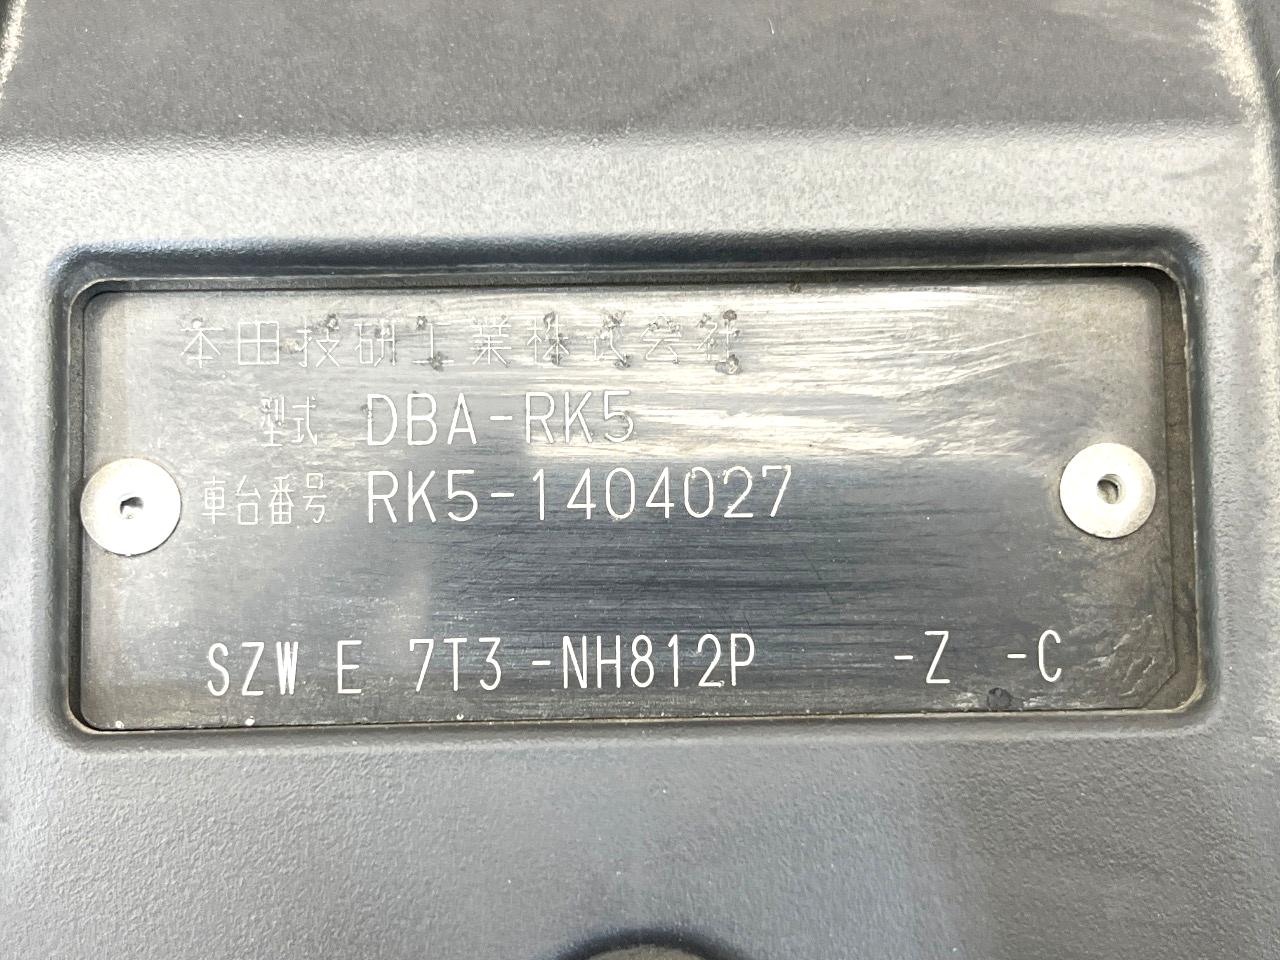 本田技研工業株式会社
型式 DBA-RK5
車台番号 RK5-1404027
SZW E 7T3 -NH812P -Z -C